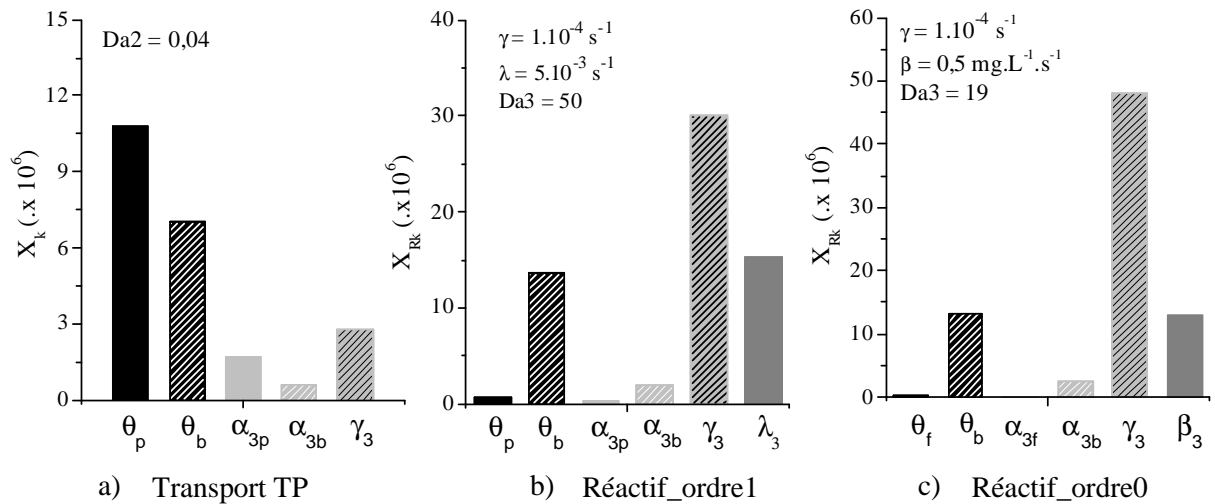 15
12
9
6
3
0
X_k (.x 10^6)
Da2 = 0,04
θ_p θ_b α_3p α_3b γ_3
a) Transport TP
40
30
20
10
0
X_Rk (.x10^6)
γ = 1.10^-4 s^-1
λ = 5.10^-3 s^-1
Da3 = 50
θ_p θ_b α_3p α_3b γ_3 λ_3
b) Réactif_ordre1
60
50
40
30
20
10
0
X_Rk (.x 10^6)
γ = 1.10^-4 s^-1
β = 0,5 mg.L^-1.s^-1
Da3 = 19
θ_f θ_b α_3f α_3b γ_3 β_3
c) Réactif_ordre0